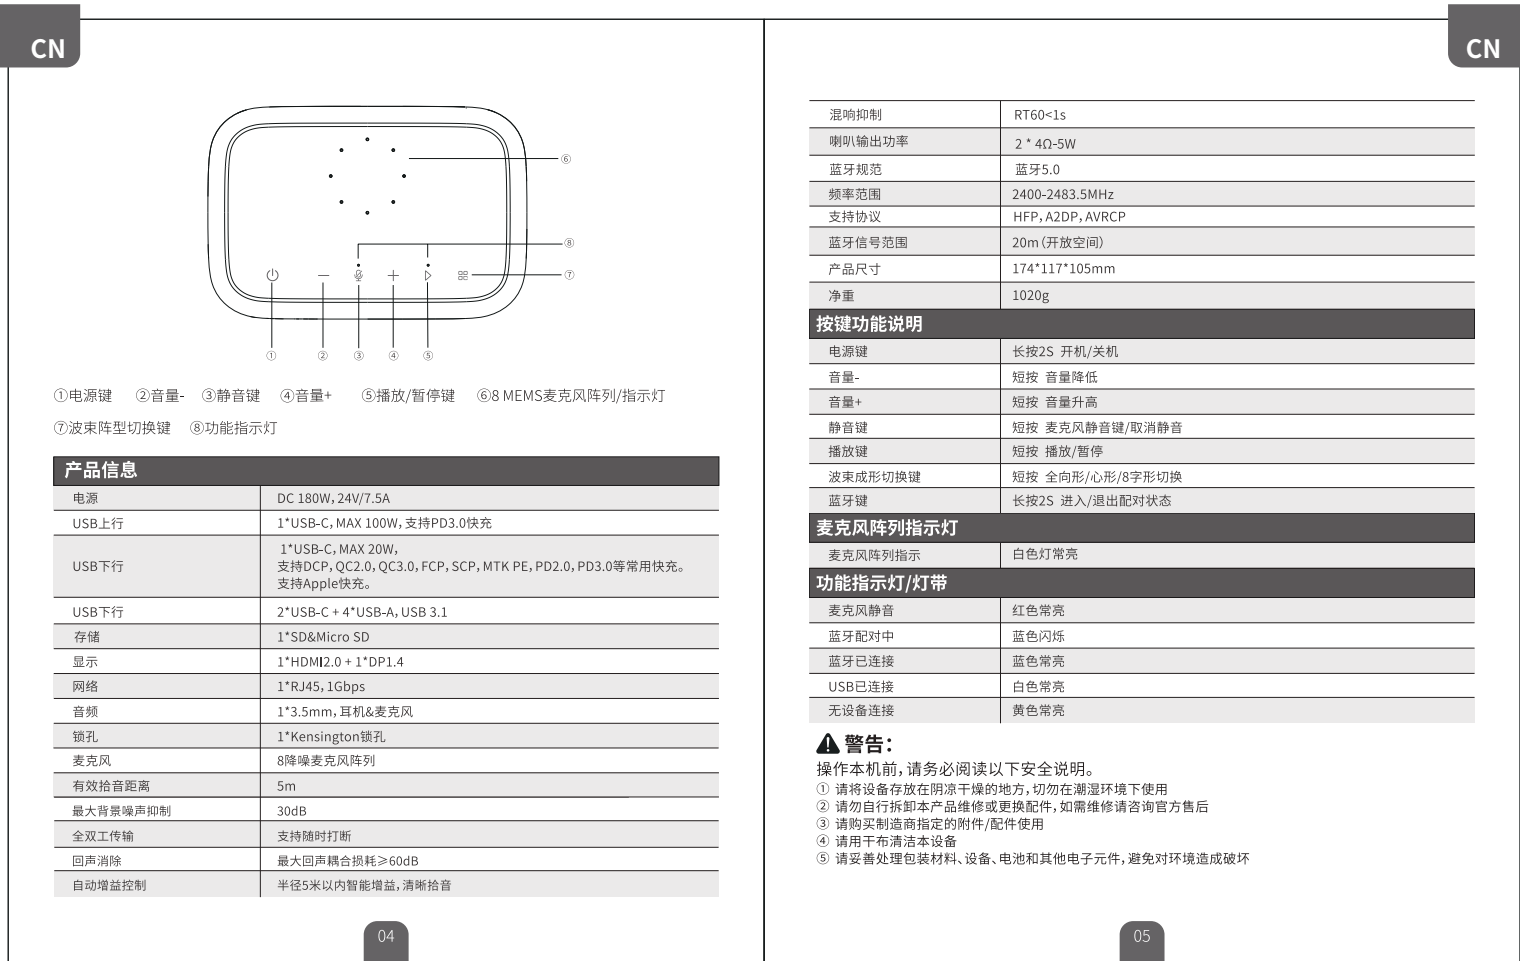 CN
⑥
⑧
⑦
① ② ③ ④ ⑤
①电源键 ②音量- ③静音键 ④音量+ ⑤播放/暂停键 ⑥8 MEMS麦克风阵列/指示灯
⑦波束阵型切换键 ⑧功能指示灯
产品信息
电源 DC 180W, 24V/7.5A
USB上行 1*USB-C, MAX 100W, 支持PD3.0快充
1*USB-C, MAX 20W,
USB下行 支持DCP, QC2.0, QC3.0, FCP, SCP, MTK PE, PD2.0, PD3.0等常用快充。
支持Apple快充。
USB下行 2*USB-C + 4*USB-A, USB 3.1
存储 1*SD&Micro SD
显示 1*HDMI2.0 + 1*DP1.4
网络 1*RJ45, 1Gbps
音频 1*3.5mm, 耳机&麦克风
锁孔 1*Kensington锁孔
麦克风 8降噪麦克风阵列
有效拾音距离 5m
最大背景噪声抑制 30dB
全双工传输 支持随时打断
回声消除 最大回声耦合损耗≥60dB
自动增益控制 半径5米以内智能增益, 清晰拾音
04
CN
混响抑制 RT60<1s
喇叭输出功率 2 * 4Ω-5W
蓝牙规范 蓝牙5.0
频率范围 2400-2483.5MHz
支持协议 HFP, A2DP, AVRCP
蓝牙信号范围 20m (开放空间)
产品尺寸 174*117*105mm
净重 1020g
按键功能说明
电源键 长按2S 开机/关机
音量- 短按 音量降低
音量+ 短按 音量升高
静音键 短按 麦克风静音键/取消静音
播放键 短按 播放/暂停
波束成形切换键 短按 全向形/心形/8字形切换
蓝牙键 长按2S 进入/退出配对状态
麦克风阵列指示灯
麦克风阵列指示 白色灯常亮
功能指示灯/灯带
麦克风静音 红色常亮
蓝牙配对中 蓝色闪烁
蓝牙已连接 蓝色常亮
USB已连接 白色常亮
无设备连接 黄色常亮
警告:
操作本机前, 请务必阅读以下安全说明。
① 请将设备存放在阴凉干燥的地方, 切勿在潮湿环境下使用
② 请勿自行拆卸本产品维修或更换配件, 如需维修请咨询官方售后
③ 请购买制造商指定的附件/配件使用
④ 请用干布清洁本设备
⑤ 请妥善处理包装材料、设备、电池和其他电子元件, 避免对环境造成破坏
05